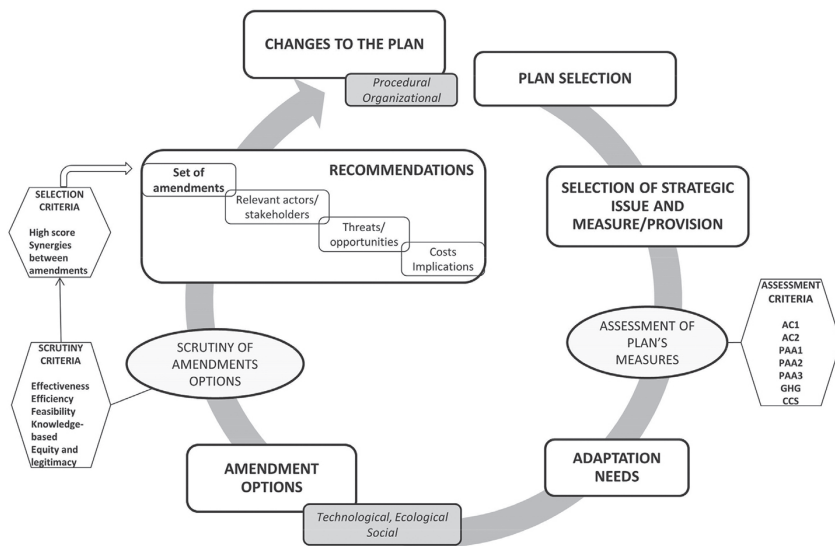 CHANGES TO THE PLAN
Procedural
Organizational
PLAN SELECTION
SELECTION OF STRATEGIC
ISSUE AND
MEASURE/PROVISION
ASSESSMENT OF
PLAN'S
MEASURES
ASSESSMENT
CRITERIA
AC1
AC2
PAA1
PAA2
PAA3
GHG
CCS
ADAPTATION
NEEDS
Technological, Ecological
Social
AMENDMENT
OPTIONS
SCRUTINY OF
AMENDMENTS
OPTIONS
SCRUTINY
CRITERIA
Effectiveness
Efficiency
Feasibility
Knowledge-
based
Equity and
legitimacy
SELECTION
CRITERIA
High score
Synergies
between
amendments
RECOMMENDATIONS
Set of
amendments
Relevant actors/
stakeholders
Threats/
opportunities
Costs
Implications